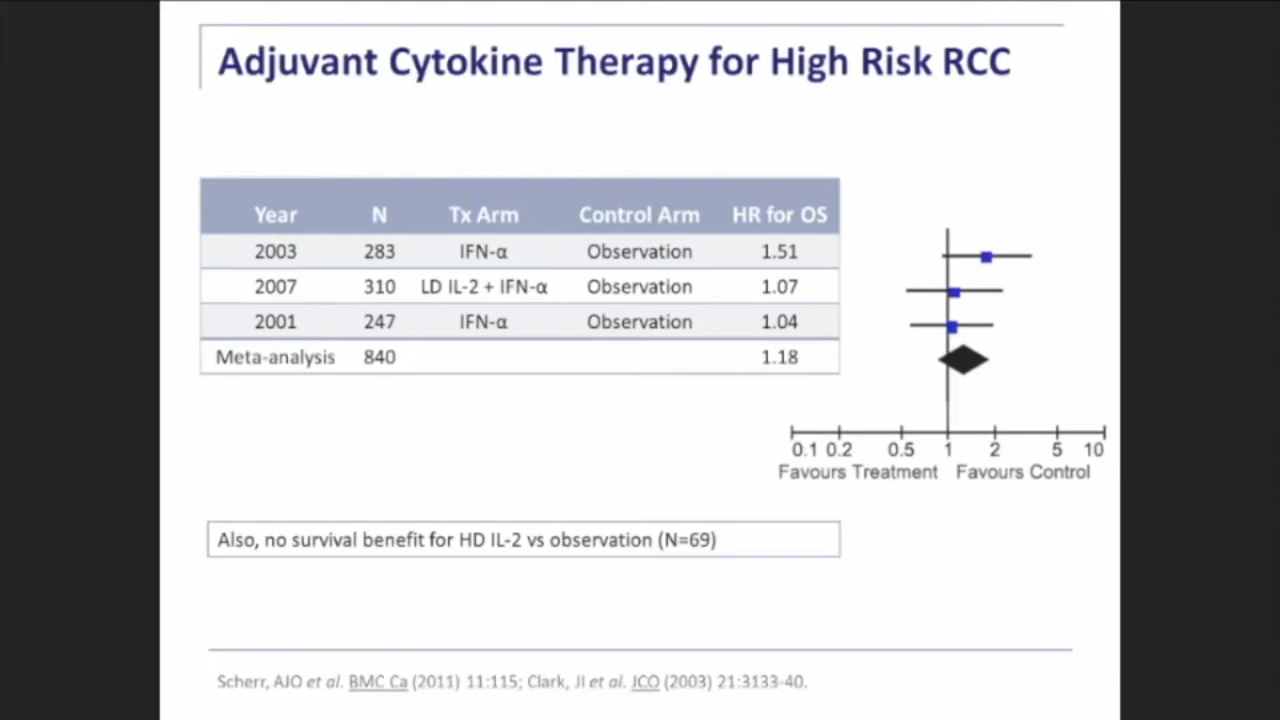 Adjuvant Cytokine Therapy for High Risk RCC
Year N Tx Arm Control Arm HR for OS
2003 283 IFN-α Observation 1.51
2007 310 LD IL-2 + IFN-α Observation 1.07
2001 247 IFN-α Observation 1.04
Meta-analysis 840 1.18
0.1 0.2 0.5 1 2 5 10
Favours Treatment Favours Control
Also, no survival benefit for HD IL-2 vs observation (N=69)
Scherr, AJO et al. BMC Ca (2011) 11:115; Clark, JI et al. JCO (2003) 21:3133-40.